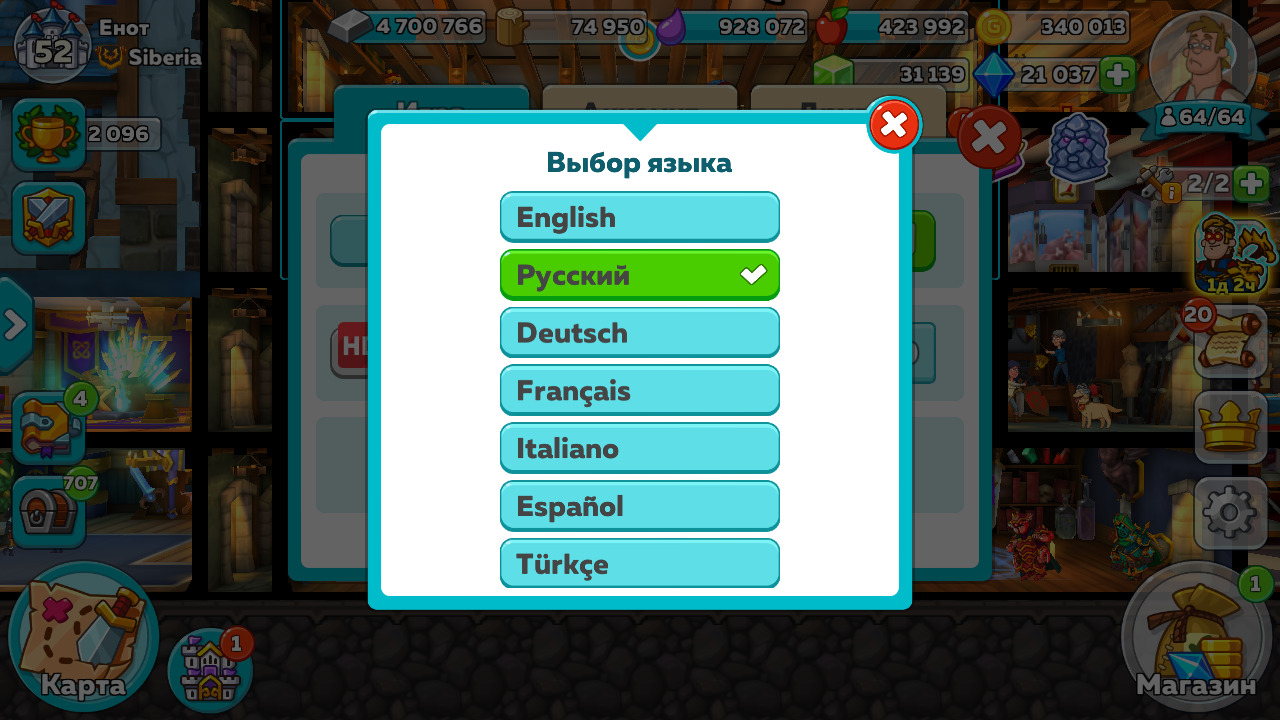 4 700 766
74 950
928 072
423 992
340 013
52
Енот
Siberia
31 139
21 037
2 096
64/64
Выбор языка
2/2
English
Русский
1д 2ч
Deutsch
20
Français
4
Italiano
707
Español
Türkçe
1
1
Карта
Магазин